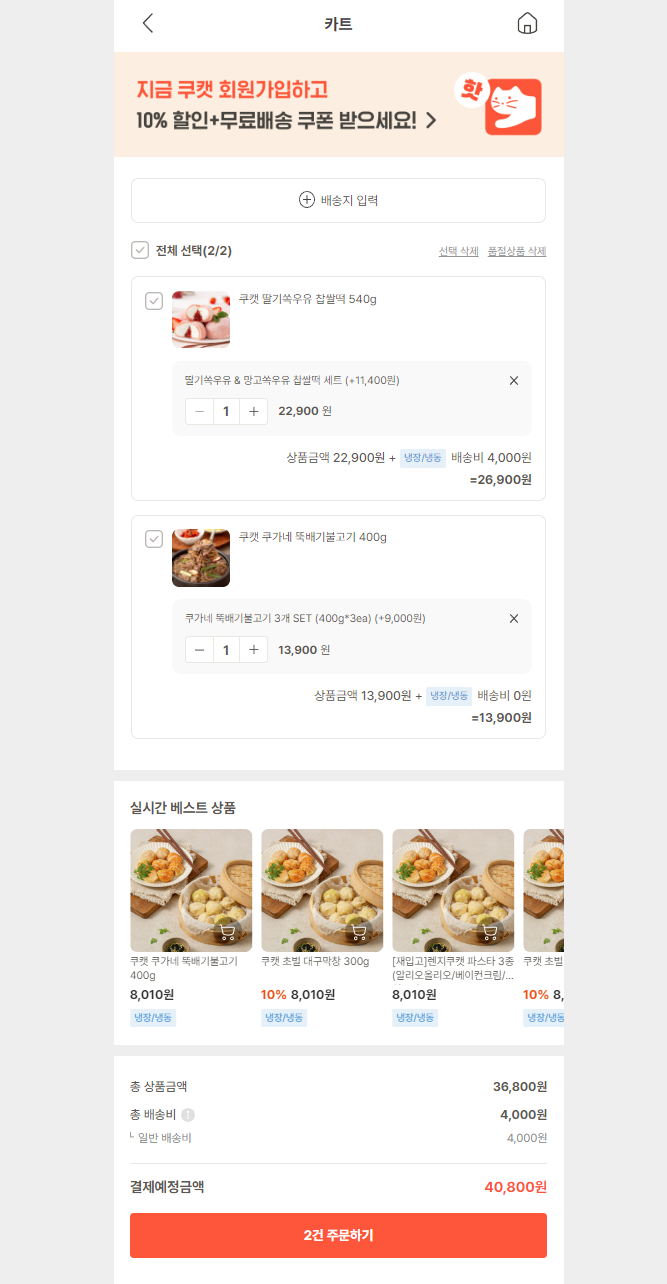 카트
지금 쿠캣 회원가입하고
10% 할인+무료배송 쿠폰 받으세요!
핫
배송지 입력
전체 선택(2/2)
선택 삭제 품절상품 삭제
쿠캣 딸기쏙우유 찹쌀떡 540g
딸기쏙우유 & 망고쏙우유 찹쌀떡 세트 (+11,400원)
1 22,900 원
상품금액 22,900원 + 냉장/냉동 배송비 4,000원
=26,900원
쿠캣 쿠가네 뚝배기불고기 400g
쿠가네 뚝배기불고기 3개 SET (400g*3ea) (+9,000원)
1 13,900 원
상품금액 13,900원 + 냉장/냉동 배송비 0원
=13,900원
실시간 베스트 상품
쿠캣 쿠가네 뚝배기불고기
400g
8,010원
냉장/냉동
쿠캣 초벌 대구막창 300g
10% 8,010원
냉장/냉동
[재입고]렌지쿠캣 파스타 3종
(알리오올리오/베이컨크림/...
8,010원
냉장/냉동
쿠캣 초벌
10% 8,
냉장/냉동
총 상품금액 36,800원
총 배송비 4,000원
일반 배송비 4,000원
결제예정금액 40,800원
2건 주문하기